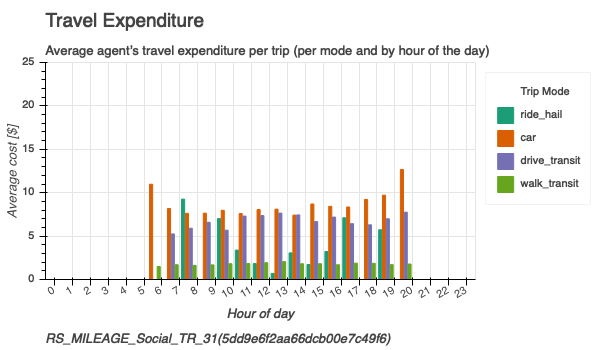 Travel Expenditure
Average agent's travel expenditure per trip (per mode and by hour of the day)
25
20
15
10
5
0
Average cost [$]
0 1 2 3 4 5 6 7 8 9 10 11 12 13 14 15 16 17 18 19 20 21 22 23
Hour of day
Trip Mode
ride_hail
car
drive_transit
walk_transit
RS_MILEAGE_Social_TR_31(5dd9e6f2aa66dcb00e7c49f6)